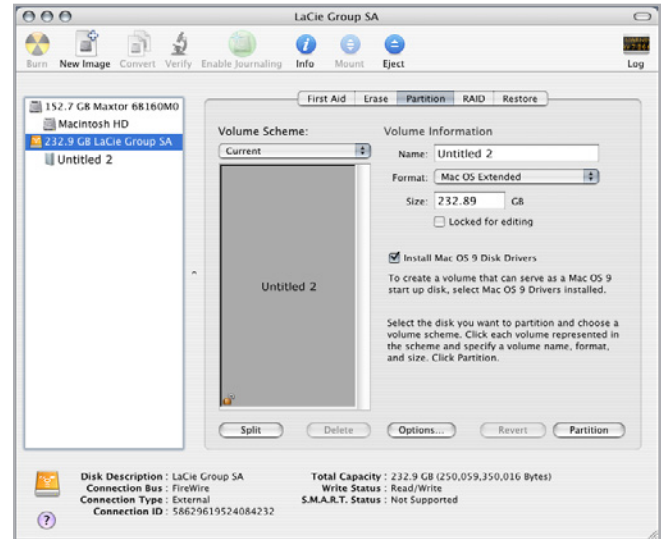 LaCie Group SA
Burn New Image Convert Verify Enable Journaling Info Mount Eject Log
152.7 GB Maxtor 6B160M0
Macintosh HD
232.9 GB LaCie Group SA
Untitled 2
First Aid Erase Partition RAID Restore
Volume Scheme:
Current
Untitled 2
Volume Information
Name: Untitled 2
Format: Mac OS Extended
Size: 232.89 GB
Locked for editing
Install Mac OS 9 Disk Drivers
To create a volume that can serve as a Mac OS 9
start up disk, select Mac OS 9 Drivers installed.
Select the disk you want to partition and choose a
volume scheme. Click each volume represented in
the scheme and specify a volume name, format,
and size. Click Partition.
Split Delete Options... Revert Partition
Disk Description : LaCie Group SA
Connection Bus : FireWire
Connection Type : External
Connection ID : 58629619524084232
Total Capacity : 232.9 GB (250,059,350,016 Bytes)
Write Status : Read/Write
S.M.A.R.T. Status : Not Supported
?